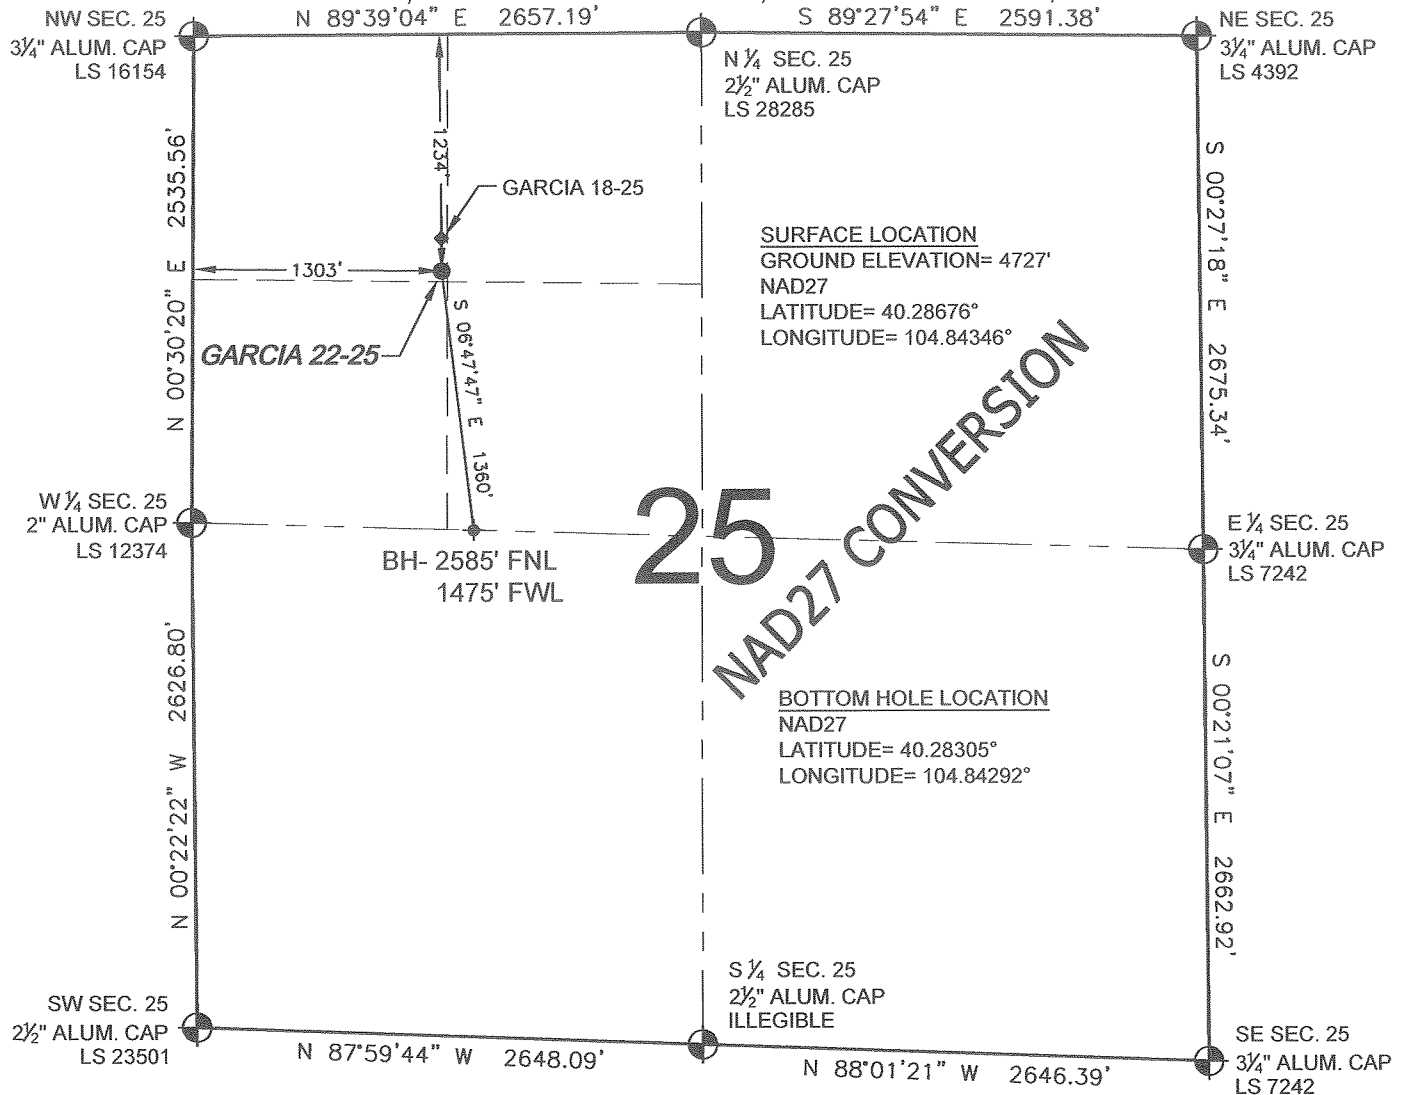 NW SEC. 25
3¼" ALUM. CAP
LS 16154
N 89°39'04" E 2657.19'
S 89°27'54" E 2591.38'
NE SEC. 25
3¼" ALUM. CAP
LS 4392
N ¼ SEC. 25
2½" ALUM. CAP
LS 28285
N 00°30'20" E 2535.56'
1234'
GARCIA 18-25
1303'
GARCIA 22-25
S 06°47'47" E 1360'
SURFACE LOCATION
GROUND ELEVATION= 4727'
NAD27
LATITUDE= 40.28676°
LONGITUDE= 104.84346°
S 00°27'18" E 2675.34'
NAD27 CONVERSION
25
W ¼ SEC. 25
2" ALUM. CAP
LS 12374
BH- 2585' FNL
1475' FWL
E ¼ SEC. 25
3¼" ALUM. CAP
LS 7242
N 00°22'22" W 2626.80'
BOTTOM HOLE LOCATION
NAD27
LATITUDE= 40.28305°
LONGITUDE= 104.84292°
S 00°21'07" E 2662.92'
SW SEC. 25
2½" ALUM. CAP
LS 23501
N 87°59'44" W 2648.09'
S ¼ SEC. 25
2½" ALUM. CAP
ILLEGIBLE
N 88°01'21" W 2646.39'
SE SEC. 25
3¼" ALUM. CAP
LS 7242